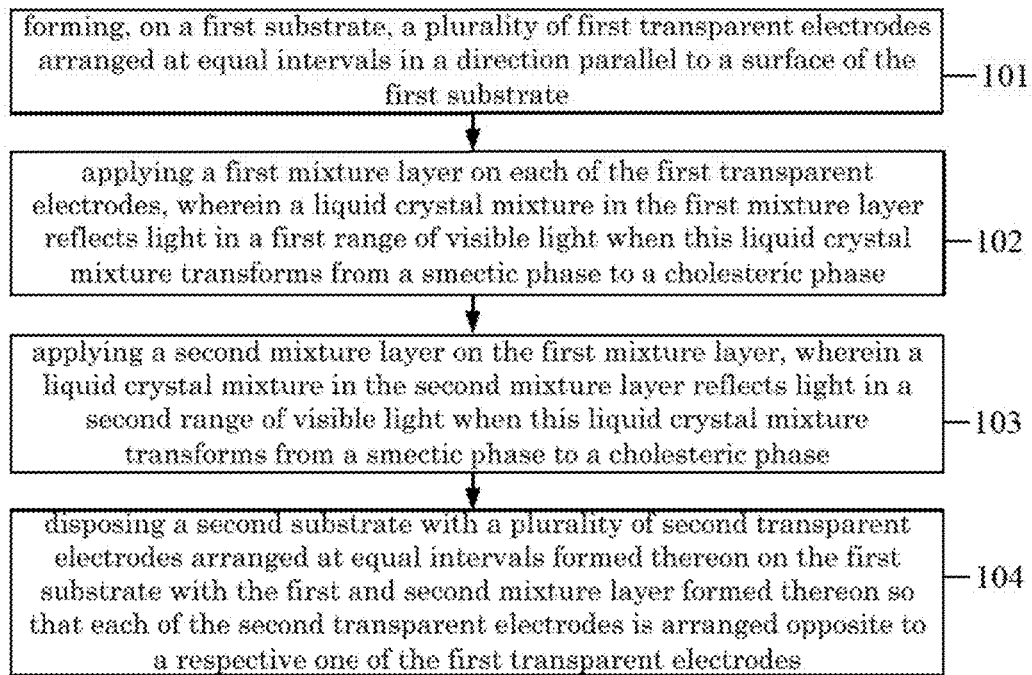 forming, on a first substrate, a plurality of first transparent electrodes
arranged at equal intervals in a direction parallel to a surface of the
first substrate
101
applying a first mixture layer on each of the first transparent
electrodes, wherein a liquid crystal mixture in the first mixture layer
reflects light in a first range of visible light when this liquid crystal
mixture transforms from a smectic phase to a cholesteric phase
102
applying a second mixture layer on the first mixture layer, wherein a
liquid crystal mixture in the second mixture layer reflects light in a
second range of visible light when this liquid crystal mixture
transforms from a smectic phase to a cholesteric phase
103
disposing a second substrate with a plurality of second transparent
electrodes arranged at equal intervals formed thereon on the first
substrate with the first and second mixture layer formed thereon so
that each of the second transparent electrodes is arranged opposite to
a respective one of the first transparent electrodes
104